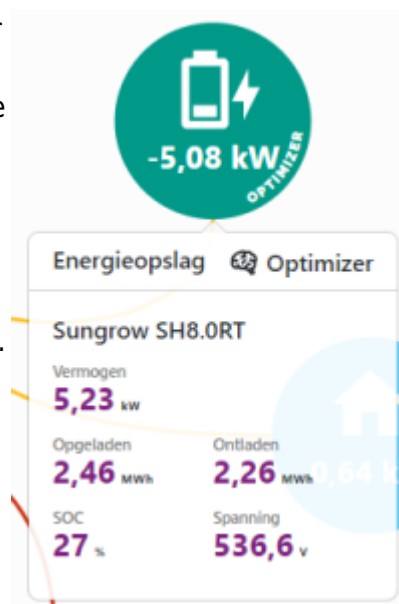 -5,08 kW
OPTIMIZER
Energieopslag Optimizer
Sungrow SH8.0RT
Vermogen
5,23 kW
Opgeladen Ontladen
2,46 MWh 2,26 MWh
0,64 k
SOC Spanning
27 % 536,6 V
e
.